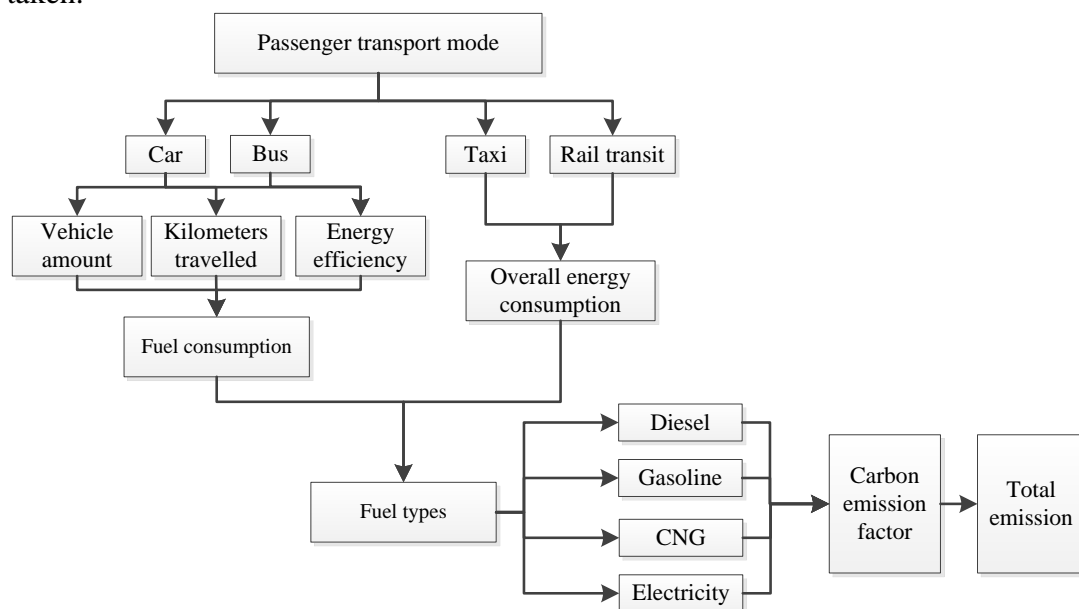 taken.
Passenger transport mode
Car
Bus
Taxi
Rail transit
Vehicle
amount
Kilometers
travelled
Energy
efficiency
Overall energy
consumption
Fuel consumption
Diesel
Gasoline
Fuel types
CNG
Electricity
Carbon
emission
factor
Total
emission